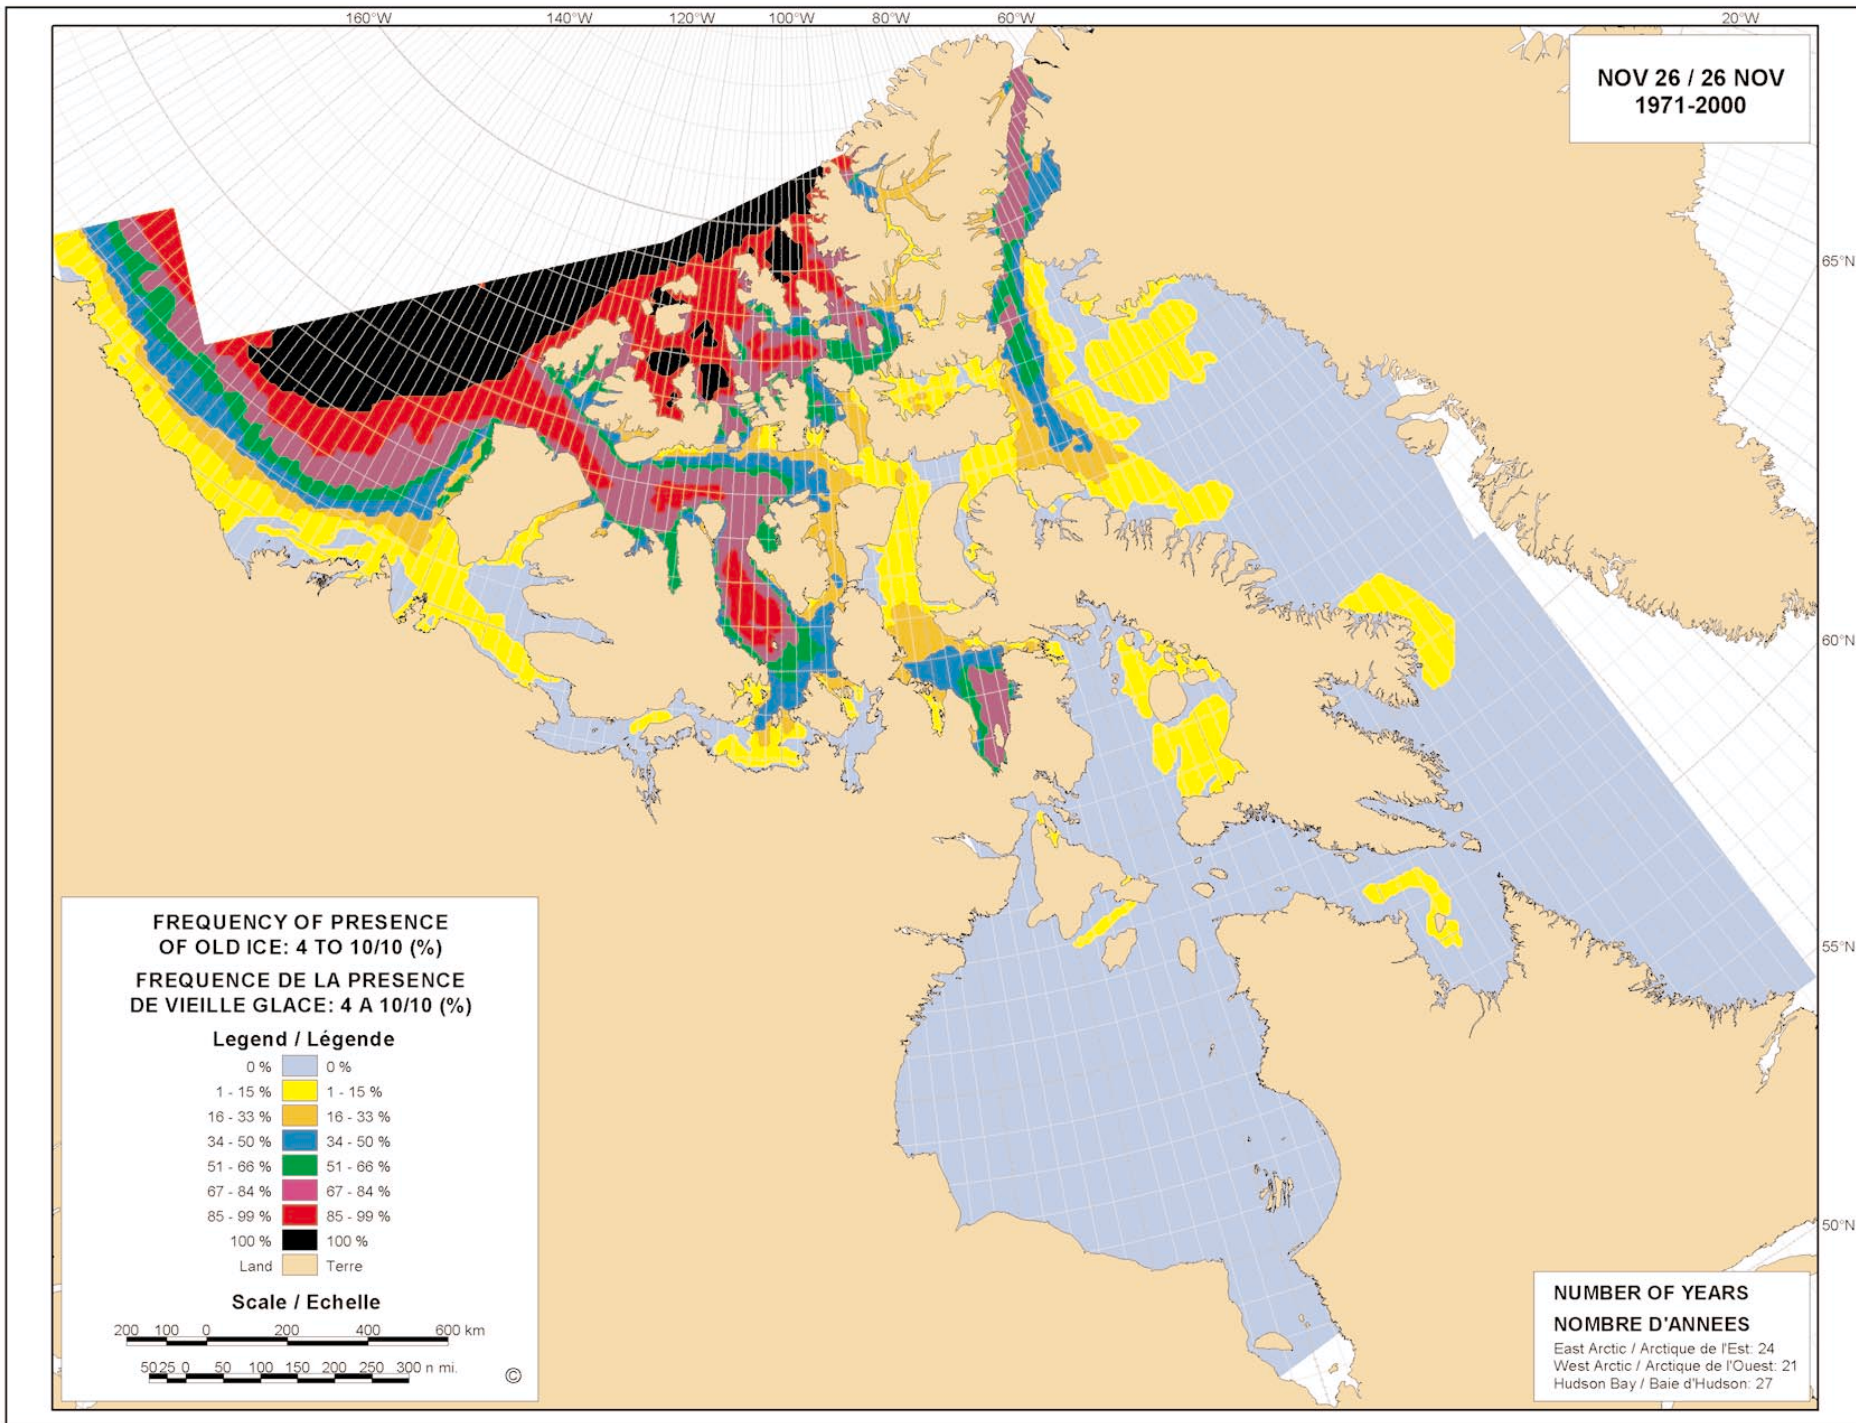 160°W 140°W 120°W 100°W 80°W 60°W 20°W
NOV 26 / 26 NOV
1971-2000
65°N
60°N
55°N
50°N
FREQUENCY OF PRESENCE
OF OLD ICE: 4 TO 10/10 (%)
FREQUENCE DE LA PRESENCE
DE VIEILLE GLACE: 4 A 10/10 (%)
Legend / Légende
0 % 0 %
1 - 15 % 1 - 15 %
16 - 33 % 16 - 33 %
34 - 50 % 34 - 50 %
51 - 66 % 51 - 66 %
67 - 84 % 67 - 84 %
85 - 99 % 85 - 99 %
100 % 100 %
Land Terre
Scale / Echelle
200 100 0 200 400 600 km
50 25 0 50 100 150 200 250 300 n mi.
©
NUMBER OF YEARS
NOMBRE D'ANNEES
East Arctic / Arctique de l'Est: 24
West Arctic / Arctique de l'Ouest: 21
Hudson Bay / Baie d'Hudson: 27